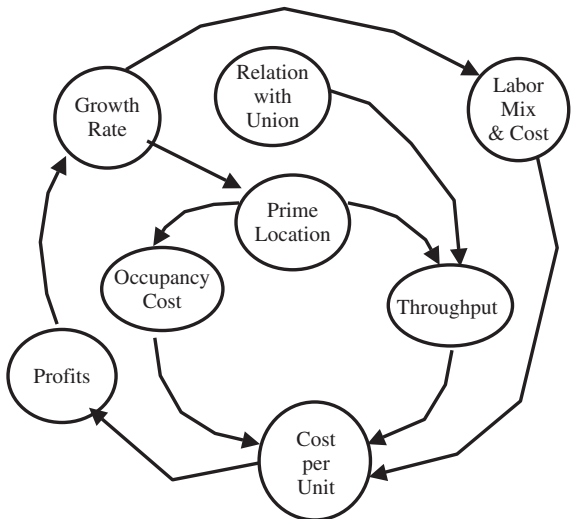 Growth
Rate
Relation
with
Union
Labor
Mix
& Cost
Prime
Location
Occupancy
Cost
Throughput
Profits
Cost
per
Unit